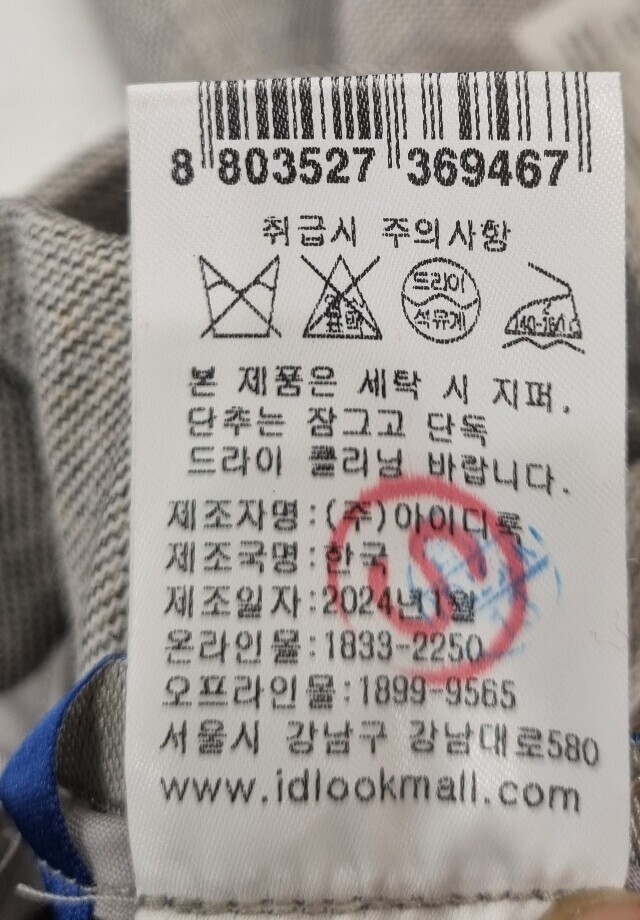 8 803527 369467
취급시 주의사항
드라이
석유계
본 제품은 세탁 시 지퍼,
단추는 잠그고 단독
드라이 클리닝 바랍니다.
제조자명:(주)아이디룩
제조국명:한국
제조일자:2024년1월
온라인몰:1833-2250
오프라인몰:1899-9565
서울시 강남구 강남대로580
www.idlookmall.com